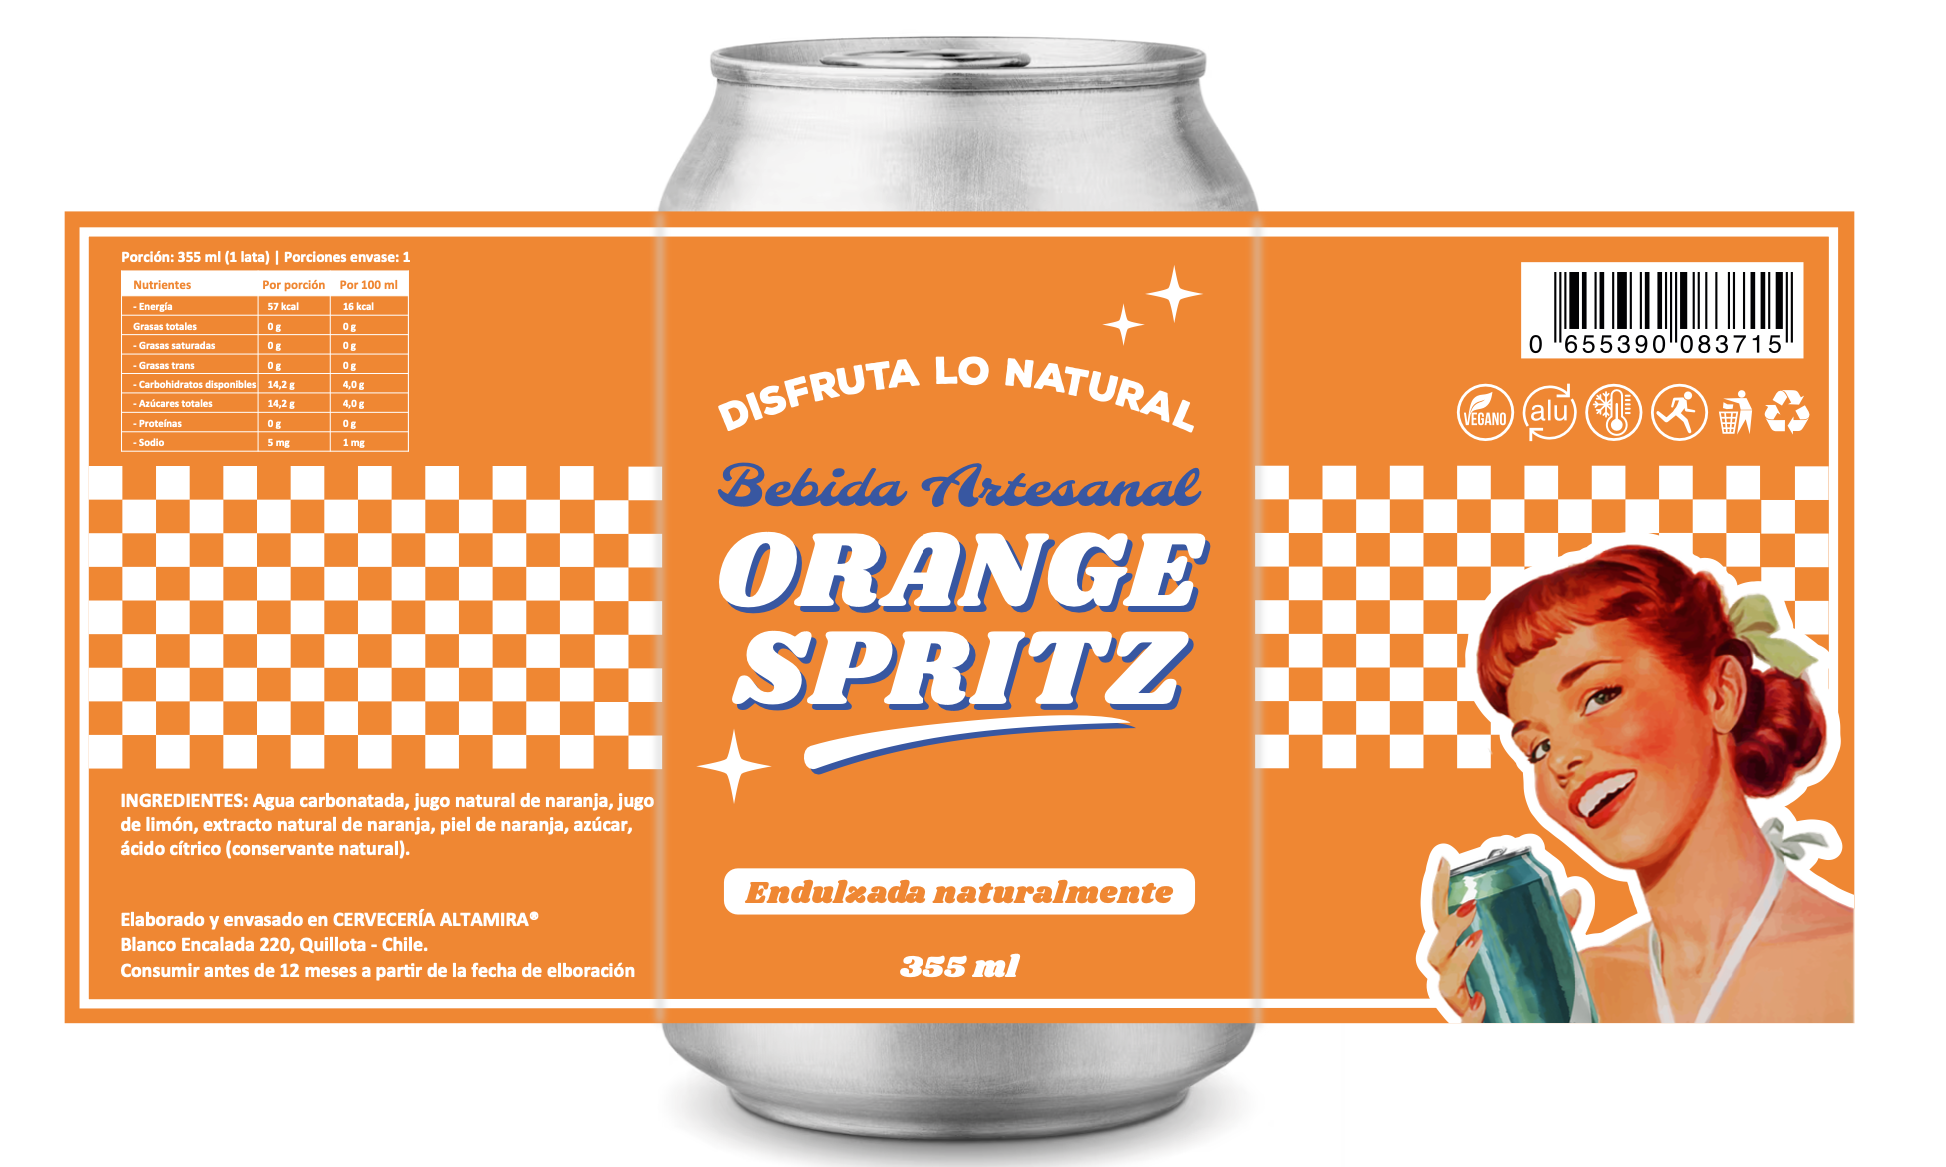 Porción: 355 ml (1 lata) | Porciones envase: 1
Nutrientes Por porción Por 100 ml
- Energía 57 kcal 16 kcal
Grasas totales 0 g 0 g
- Grasas saturadas 0 g 0 g
- Grasas trans 0 g 0 g
- Carbohidratos disponibles 14,2 g 4,0 g
- Azúcares totales 14,2 g 4,0 g
- Proteínas 0 g 0 g
- Sodio 5 mg 1 mg
INGREDIENTES: Agua carbonatada, jugo natural de naranja, jugo
de limón, extracto natural de naranja, piel de naranja, azúcar,
ácido cítrico (conservante natural).
Elaborado y envasado en CERVECERÍA ALTAMIRA®
Blanco Encalada 220, Quillota - Chile.
Consumir antes de 12 meses a partir de la fecha de elboración
DISFRUTA LO NATURAL
Bebida Artesanal
ORANGE
SPRITZ
Endulzada naturalmente
355 ml
0 655390 083715
VEGANO
alu